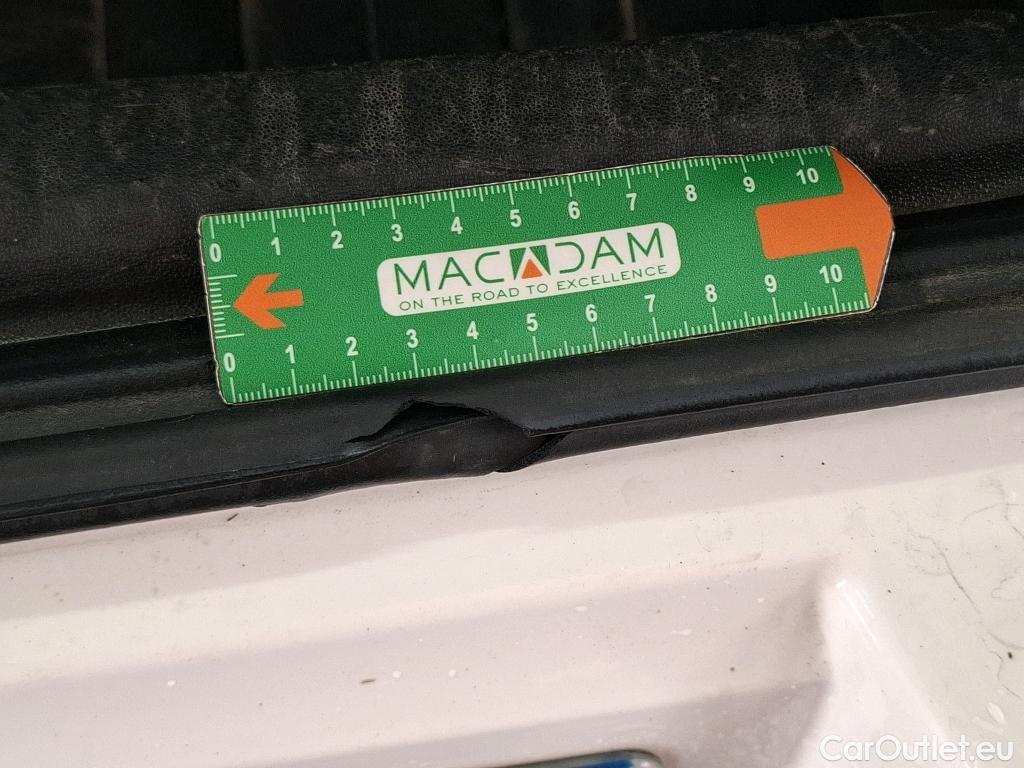 0 1 2 3 4 5 6 7 8 9 10
MACADAM
ON THE ROAD TO EXCELLENCE
0 1 2 3 4 5 6 7 8 9 10
CarOutlet.eu